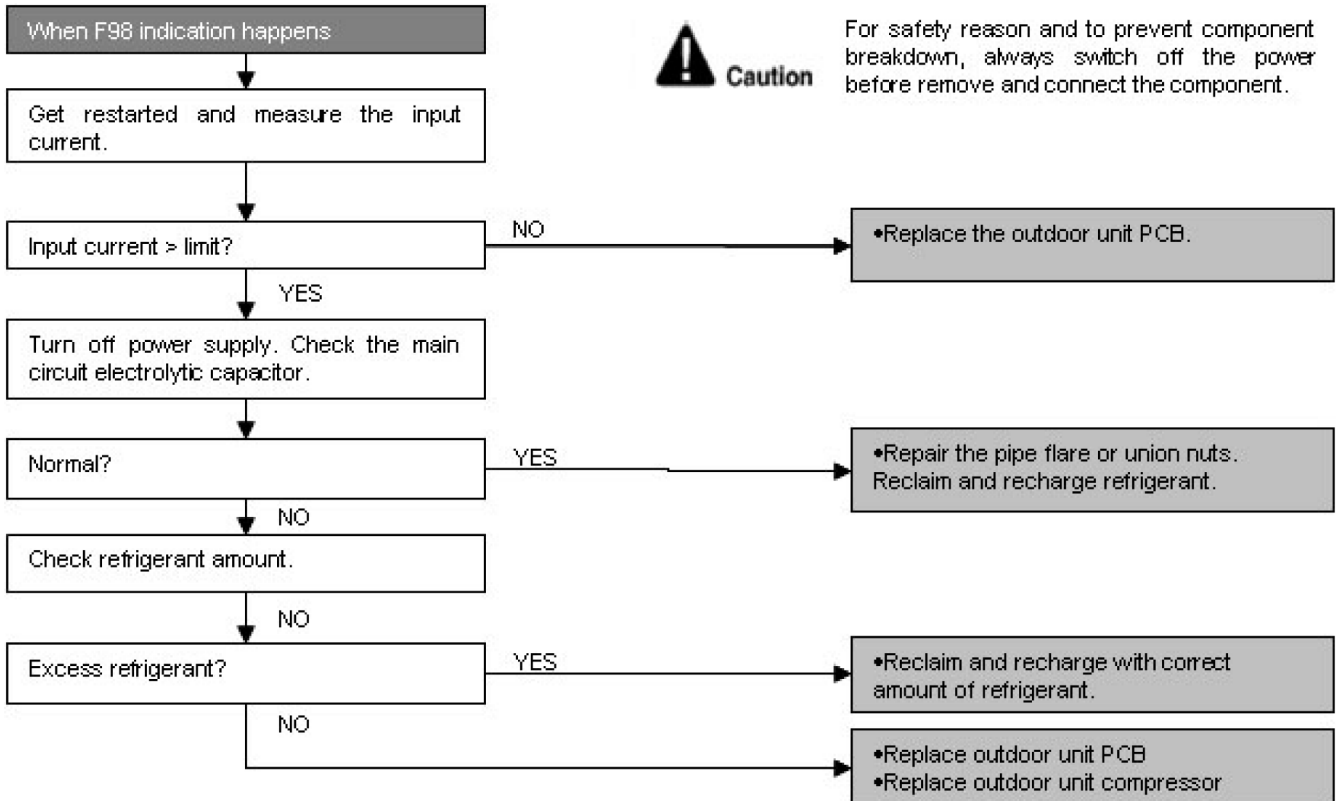 When F98 indication happens
Caution
For safety reason and to prevent component
breakdown, always switch off the power
before remove and connect the component.
Get restarted and measure the input
current.
Input current > limit?
NO
•Replace the outdoor unit PCB.
YES
Turn off power supply. Check the main
circuit electrolytic capacitor.
Normal?
YES
•Repair the pipe flare or union nuts.
Reclaim and recharge refrigerant.
NO
Check refrigerant amount.
NO
Excess refrigerant?
YES
•Reclaim and recharge with correct
amount of refrigerant.
NO
•Replace outdoor unit PCB
•Replace outdoor unit compressor